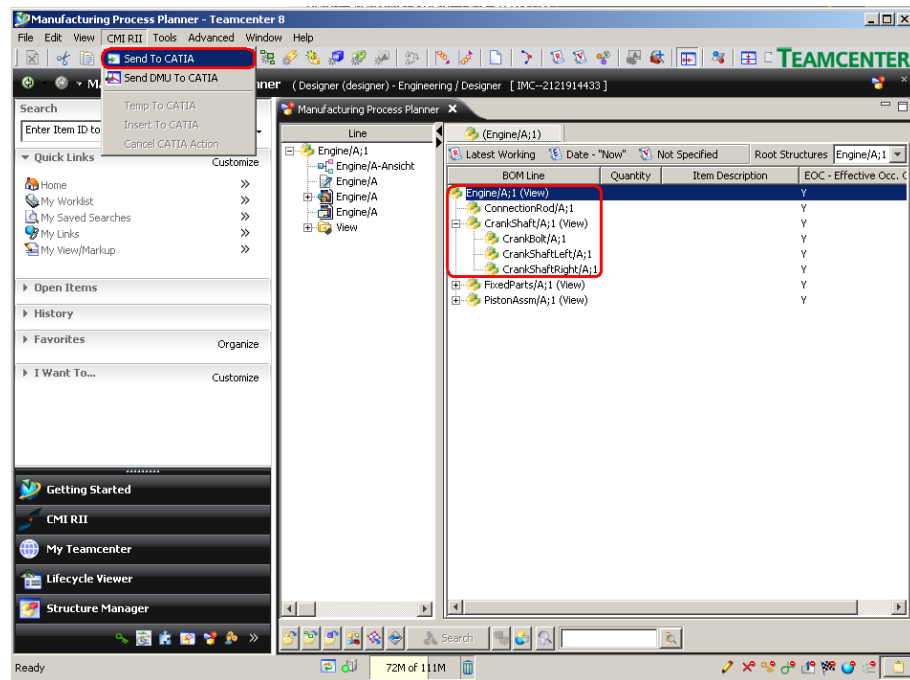 Manufacturing Process Planner - Teamcenter 8
File Edit View CMI RII Tools Advanced Window Help
Send To CATIA
TEAMCENTER
Send DMU To CATIA
Temp To CATIA
Insert To CATIA
Cancel CATIA Action
( Designer (designer) - Engineering / Designer [ IMC--2121914433 ]
Search
Enter Item ID to
Quick Links
Customize
Home
My Worklist
My Saved Searches
My Links
My View/Markup
Open Items
History
Favorites
Organize
I Want To...
Customize
Getting Started
CMI RII
My Teamcenter
Lifecycle Viewer
Structure Manager
Manufacturing Process Planner
Line
Engine/A;1
Engine/A-Ansicht
Engine/A
Engine/A
Engine/A
View
(Engine/A;1)
Latest Working Date - "Now" Not Specified Root Structures Engine/A;1
BOM Line Quantity Item Description EOC - Effective Occ. C
Engine/A;1 (View) Y
ConnectionRod/A;1 Y
CrankShaft/A;1 (View) Y
CrankBolt/A;1 Y
CrankShaftLeft/A;1 Y
CrankShaftRight/A;1 Y
FixedParts/A;1 (View) Y
PistonAssm/A;1 (View) Y
Search
Ready
72M of 111M